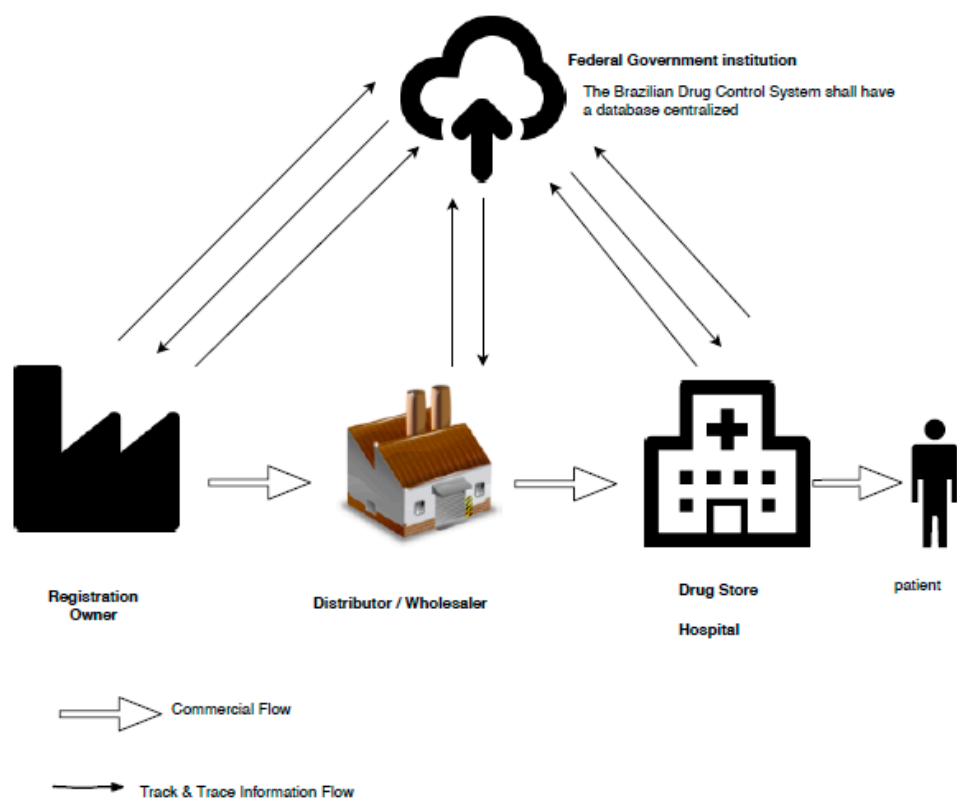 Federal Government institution
The Brazilian Drug Control System shall have
a database centralized
Registration
Owner
Distributor / Wholesaler
Drug Store
Hospital
patient
Commercial Flow
Track & Trace Information Flow